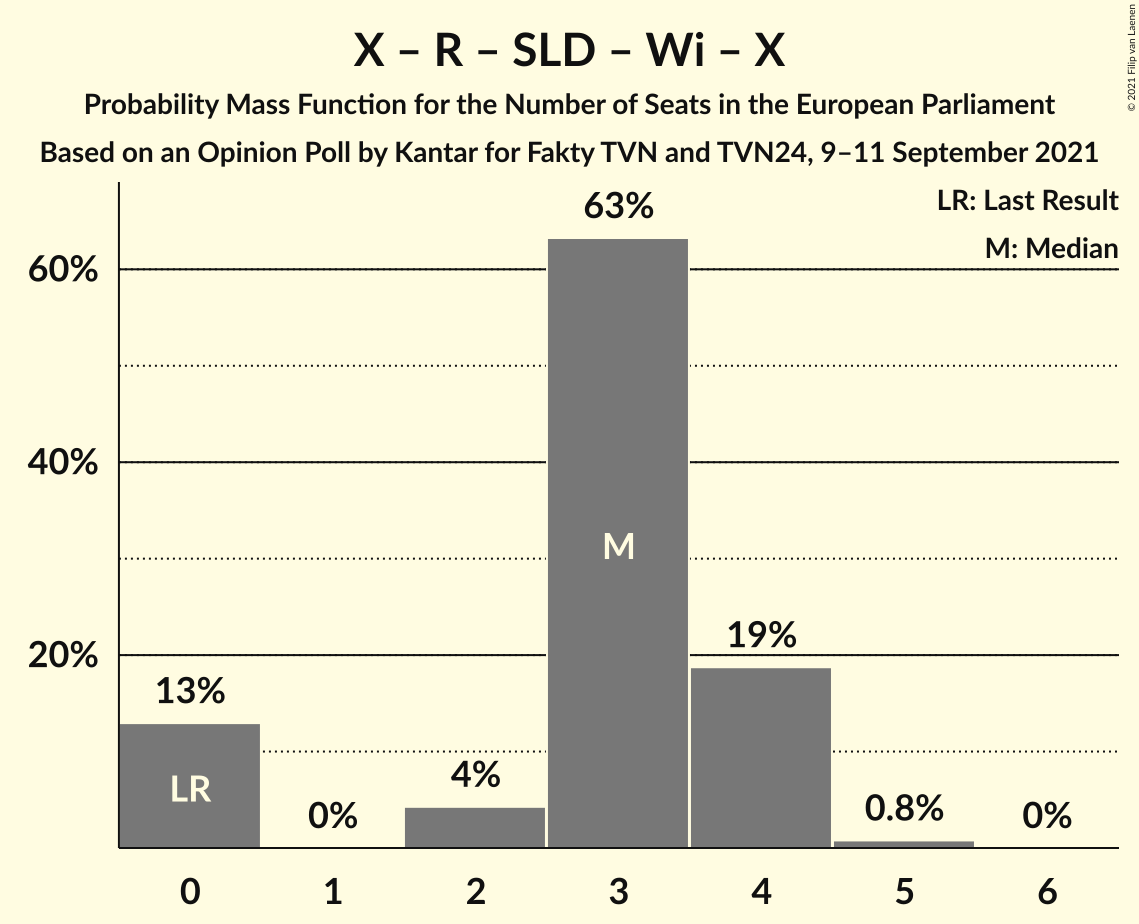 X – R – SLD – Wi – X
Probability Mass Function for the Number of Seats in the European Parliament
Based on an Opinion Poll by Kantar for Fakty TVN and TVN24, 9–11 September 2021
© 2021 Filip van Laenen
LR: Last Result
M: Median
63%
60%
40%
M
20%
19%
13%
LR
0%
4%
0.8%
0%
0 1 2 3 4 5 6